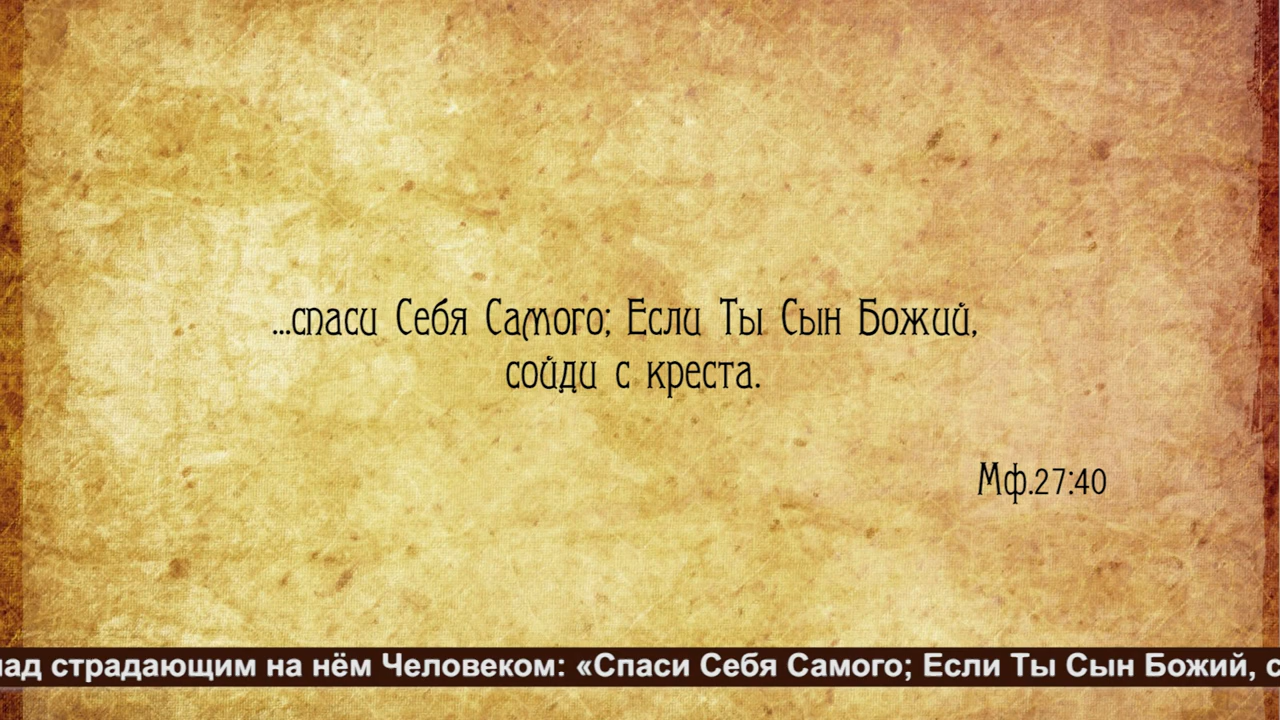 ...спаси Себя Самого; Если Ты Сын Божий,
сойди с креста.
Мф.27:40
страдающим на нём Человеком: «Спаси Себя Самого; Если Ты Сын Божий,